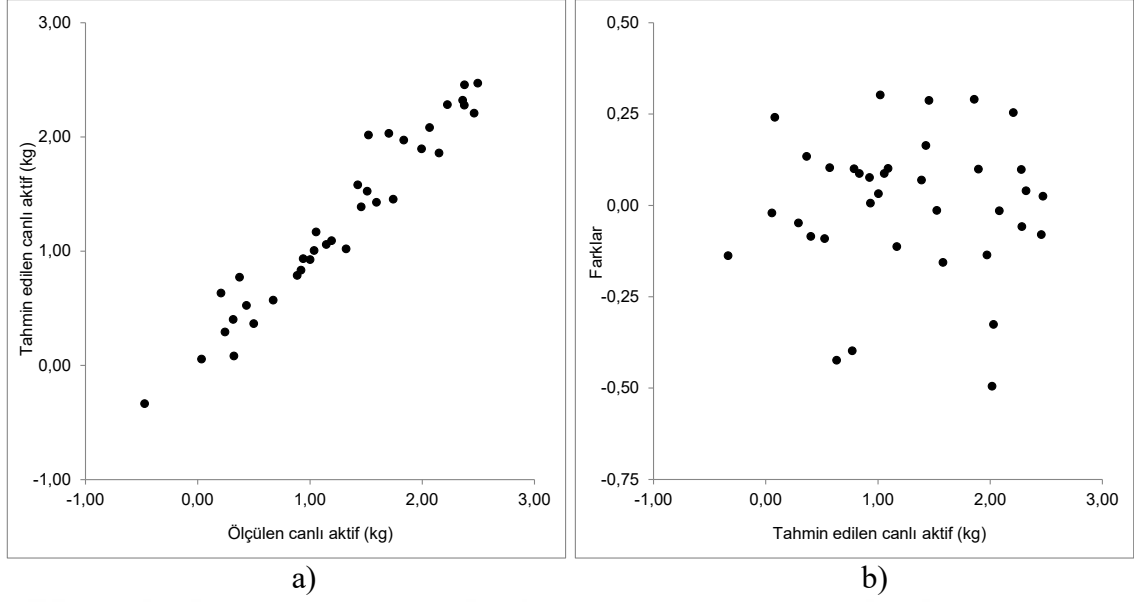 3,00
2,00
1,00
0,00
-1,00
-1,00 0,00 1,00 2,00 3,00
Tahmin edilen canlı aktif (kg)
Ölçülen canlı aktif (kg)
a)
0,50
0,25
0,00
-0,25
-0,50
-0,75
-1,00 0,00 1,00 2,00 3,00
Farklar
Tahmin edilen canlı aktif (kg)
b)